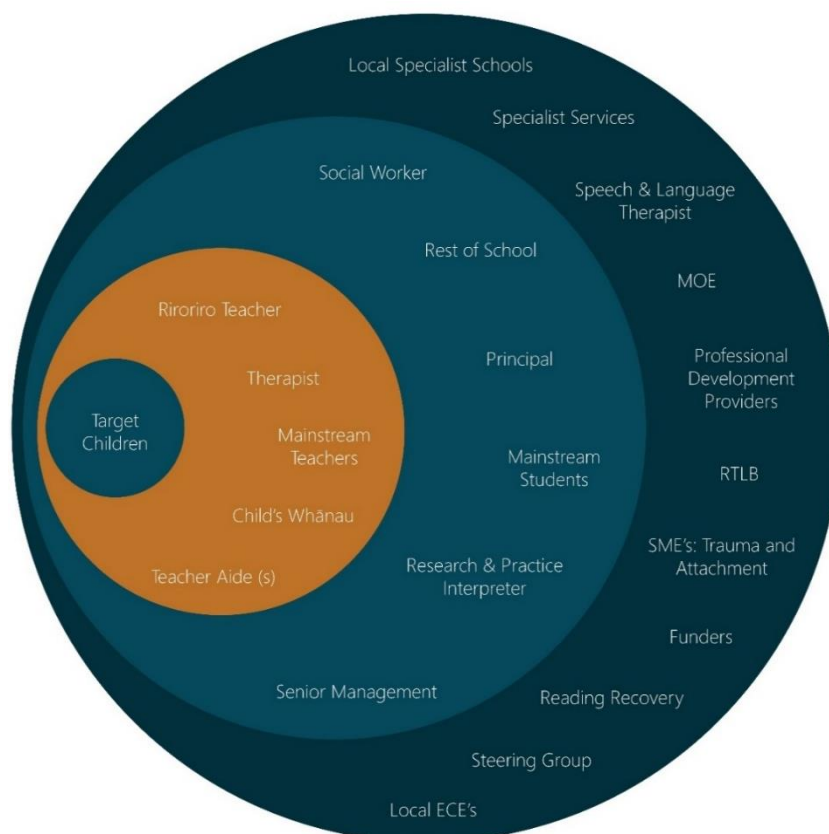 Local Specialist Schools
Specialist Services
Social Worker
Speech & Language
Therapist
Rest of School
MOE
Riroriro Teacher
Principal
Professional
Development
Providers
Therapist
Target
Children
Mainstream
Teachers
Mainstream
Students
RTLB
Child's Whānau
SME's: Trauma and
Attachment
Teacher Aide (s)
Research & Practice
Interpreter
Funders
Senior Management
Reading Recovery
Steering Group
Local ECE's